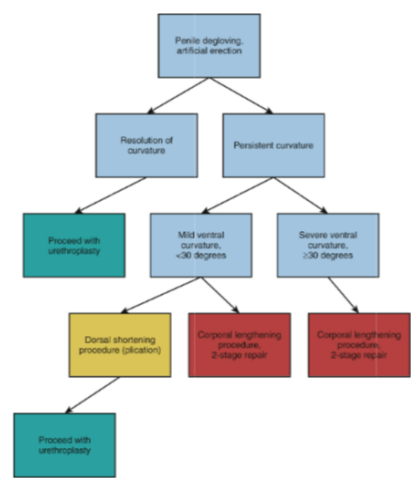 Penile degloving,
artificial erection
Resolution of
curvature
Persistent curvature
Proceed with
urethroplasty
Mild ventral
curvature,
<30 degrees
Severe ventral
curvature,
≥30 degrees
Dorsal shortening
procedure (plication)
Corporal lengthening
procedure,
2-stage repair
Corporal lengthening
procedure,
2-stage repair
Proceed with
urethroplasty